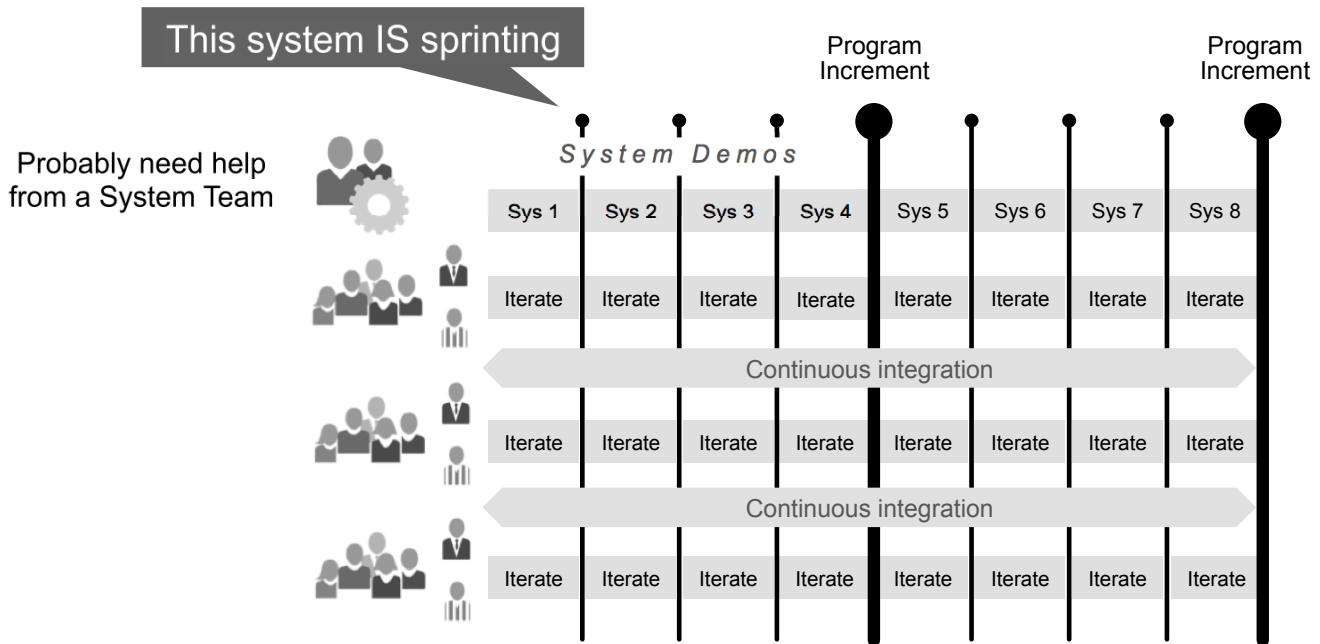 This system IS sprinting
Program
Increment
Program
Increment
System Demos
Probably need help
from a System Team
Sys 1 Sys 2 Sys 3 Sys 4 Sys 5 Sys 6 Sys 7 Sys 8
Iterate Iterate Iterate Iterate Iterate Iterate Iterate Iterate
Continuous integration
Iterate Iterate Iterate Iterate Iterate Iterate Iterate Iterate
Continuous integration
Iterate Iterate Iterate Iterate Iterate Iterate Iterate Iterate